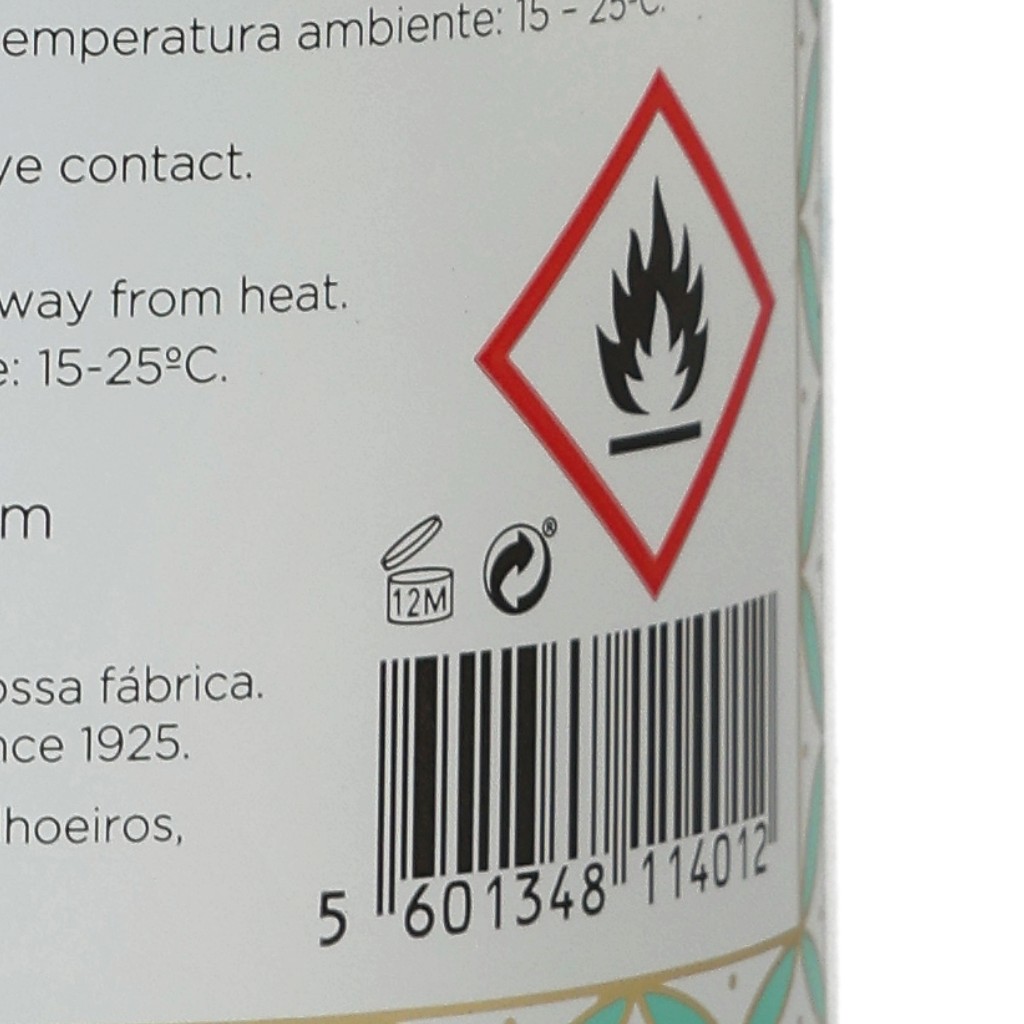 emperatura ambiente: 15 - 25ºC.
ye contact.
way from heat.
e: 15-25ºC.
m
®
12M
ossa fábrica.
nce 1925.
hoeiros,
5 601348 114012